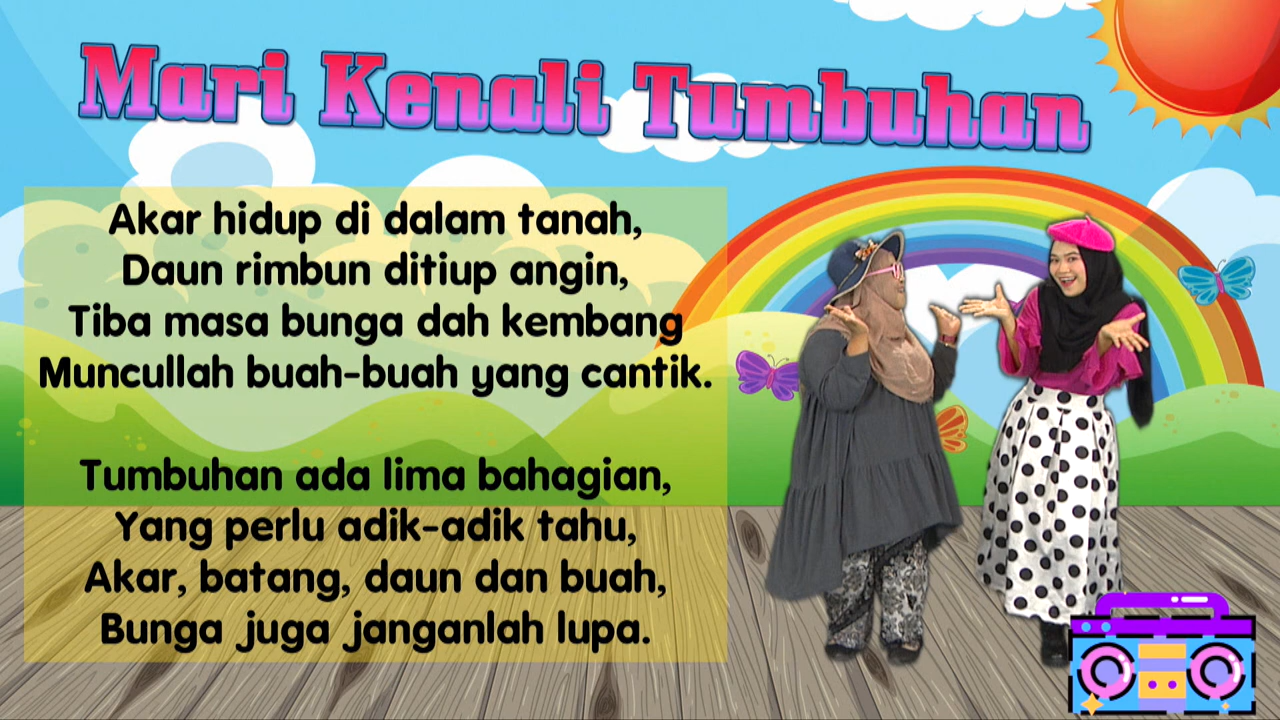 Mari Kenali Tumbuhan
Akar hidup di dalam tanah,
Daun rimbun ditiup angin,
Tiba masa bunga dah kembang
Muncullah buah-buah yang cantik.
Tumbuhan ada lima bahagian,
Yang perlu adik-adik tahu,
Akar, batang, daun dan buah,
Bunga juga janganlah lupa.